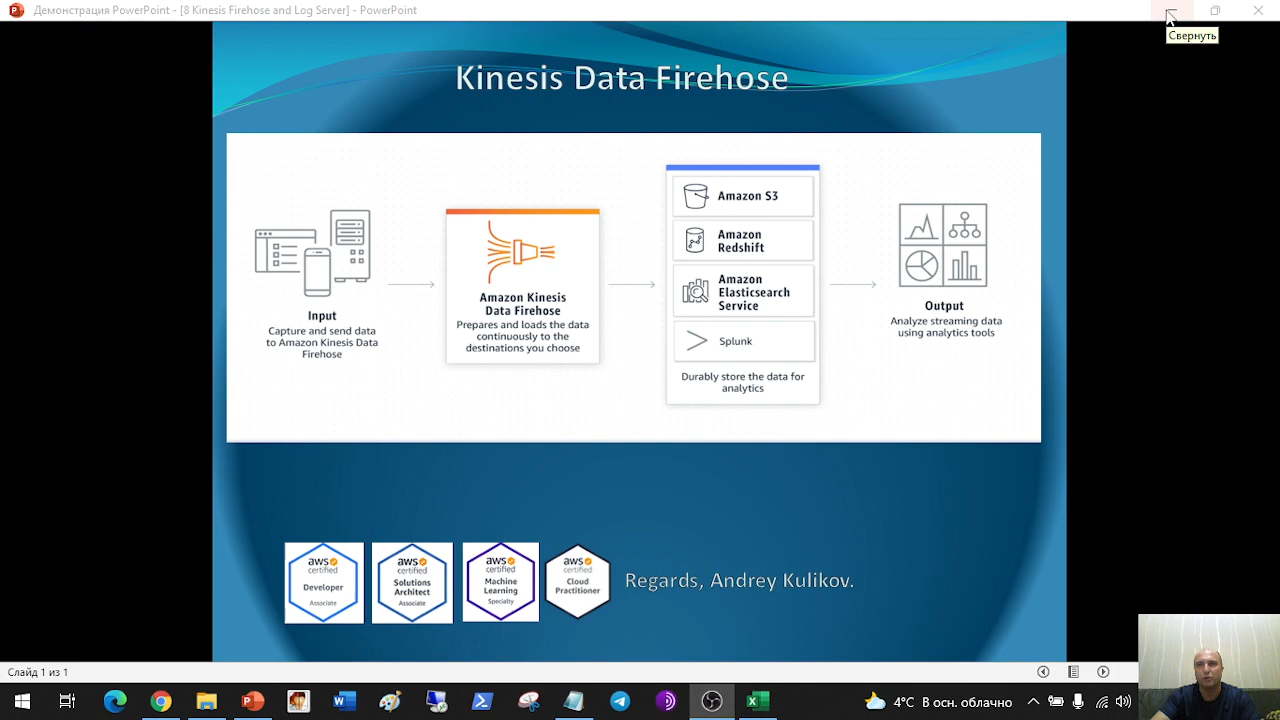 Демонстрация PowerPoint - [8 Kinesis Firehose and Log Server] - PowerPoint
Свернуть
Kinesis Data Firehose
Input
Capture and send data
to Amazon Kinesis Data
Firehose
Amazon Kinesis
Data Firehose
Prepares and loads the data
continuously to the
destinations you choose
Amazon S3
Amazon
Redshift
Amazon
Elasticsearch
Service
Splunk
Durably store the data for
analytics
Output
Analyze streaming data
using analytics tools
aws
certified
Developer
Associate
aws
certified
Solutions
Architect
Associate
aws
certified
Machine
Learning
Specialty
aws
certified
Cloud
Practitioner
Regards, Andrey Kulikov.
Слайд 1 из 1
4°C В осн. облачно